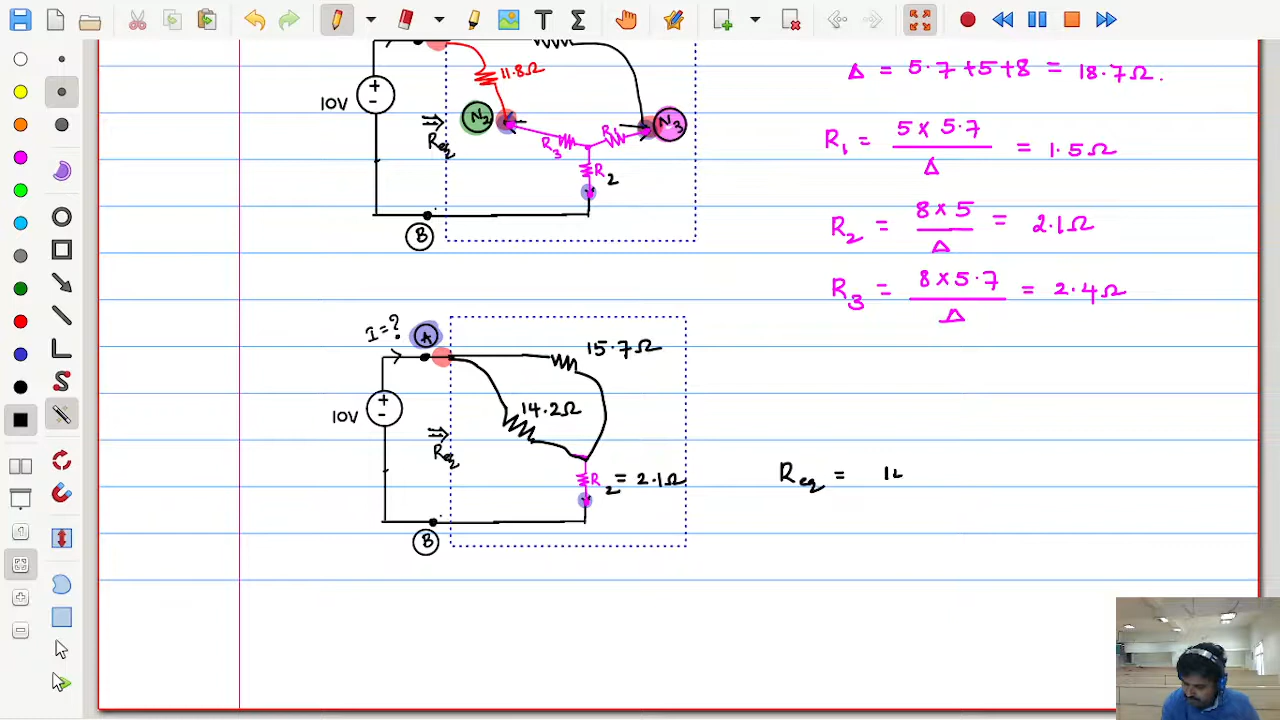 Δ = 5.7+5+8 = 18.7Ω.
11.8Ω
10V
+
-
N2
N3
Req
R3
R
R2
B
R1 = 5 × 5.7 / Δ = 1.5Ω
R2 = 8 × 5 / Δ = 2.1Ω
R3 = 8 × 5.7 / Δ = 2.4Ω
I = ?
A
15.7Ω
14.2Ω
10V
+
-
Req
R2 = 2.1Ω
B
Req = 14